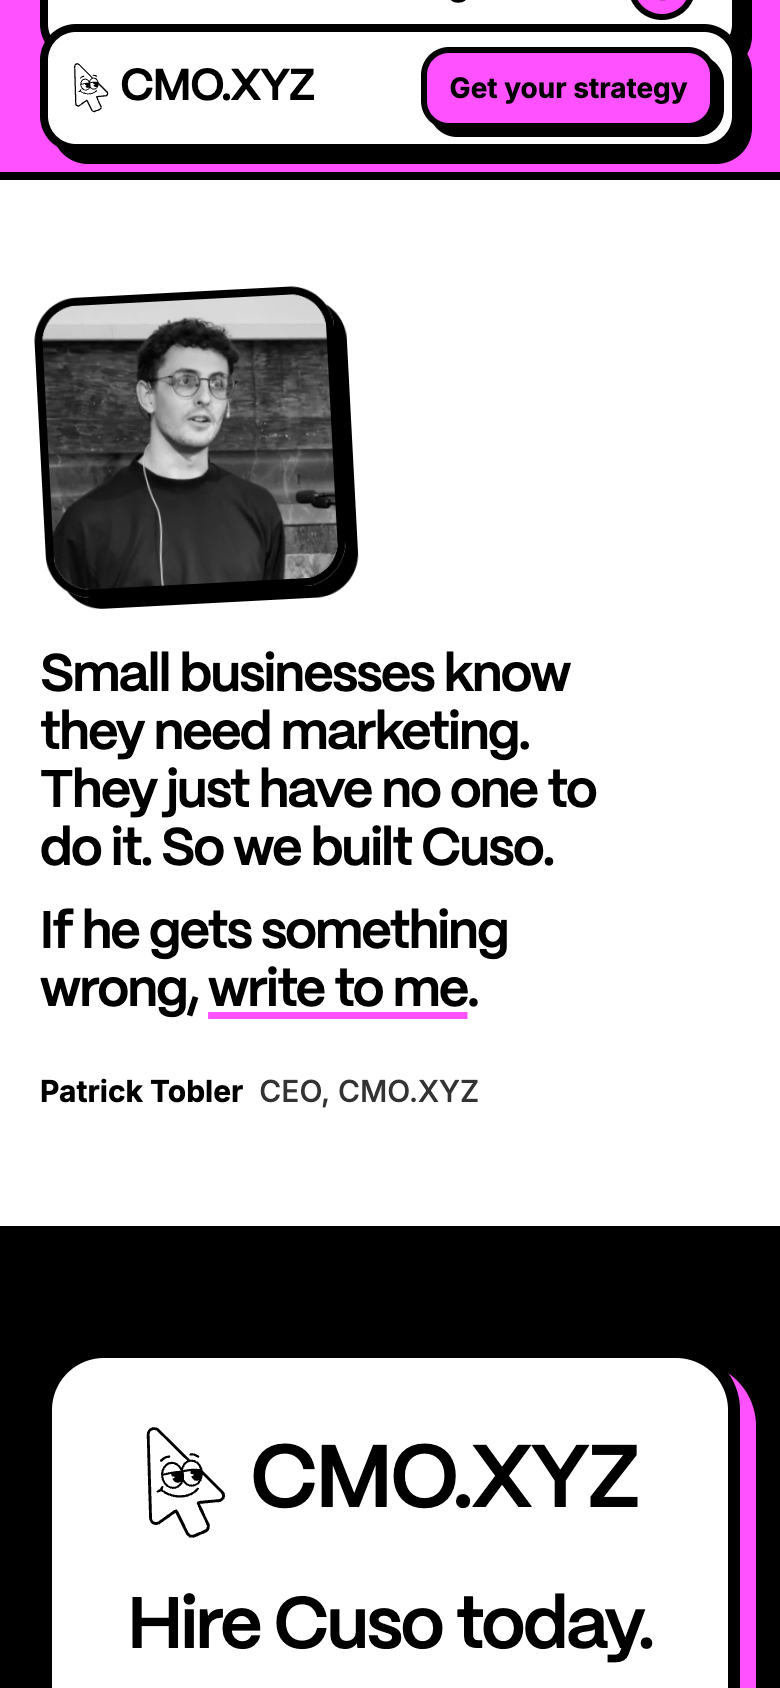 CMO.XYZ
Get your strategy
Small businesses know
they need marketing.
They just have no one to
do it. So we built Cuso.
If he gets something
wrong, write to me.
Patrick Tobler CEO, CMO.XYZ
CMO.XYZ
Hire Cuso today.